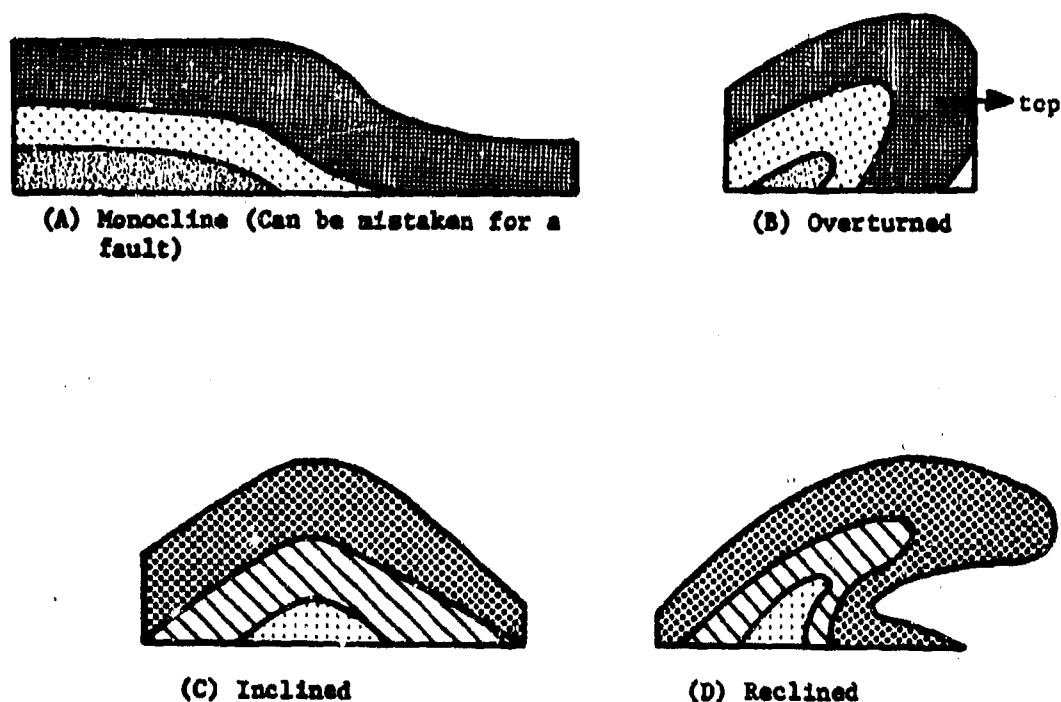 top
(A) Monocline (Can be mistaken for a
fault)
(B) Overturned
(C) Inclined
(D) Reclined